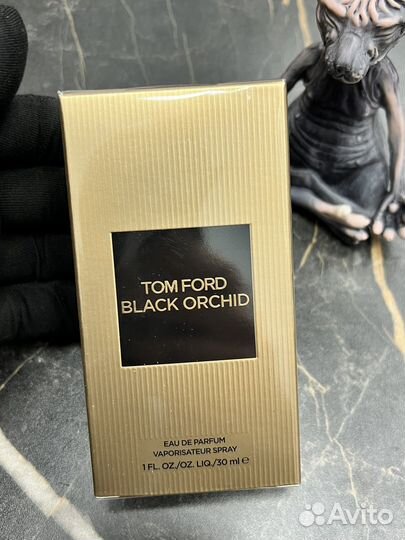 TOM FORD
BLACK ORCHID
EAU DE PARFUM
VAPORISATEUR SPRAY
1 FL. OZ./OZ. LIQ./30 ml ℮
Avito